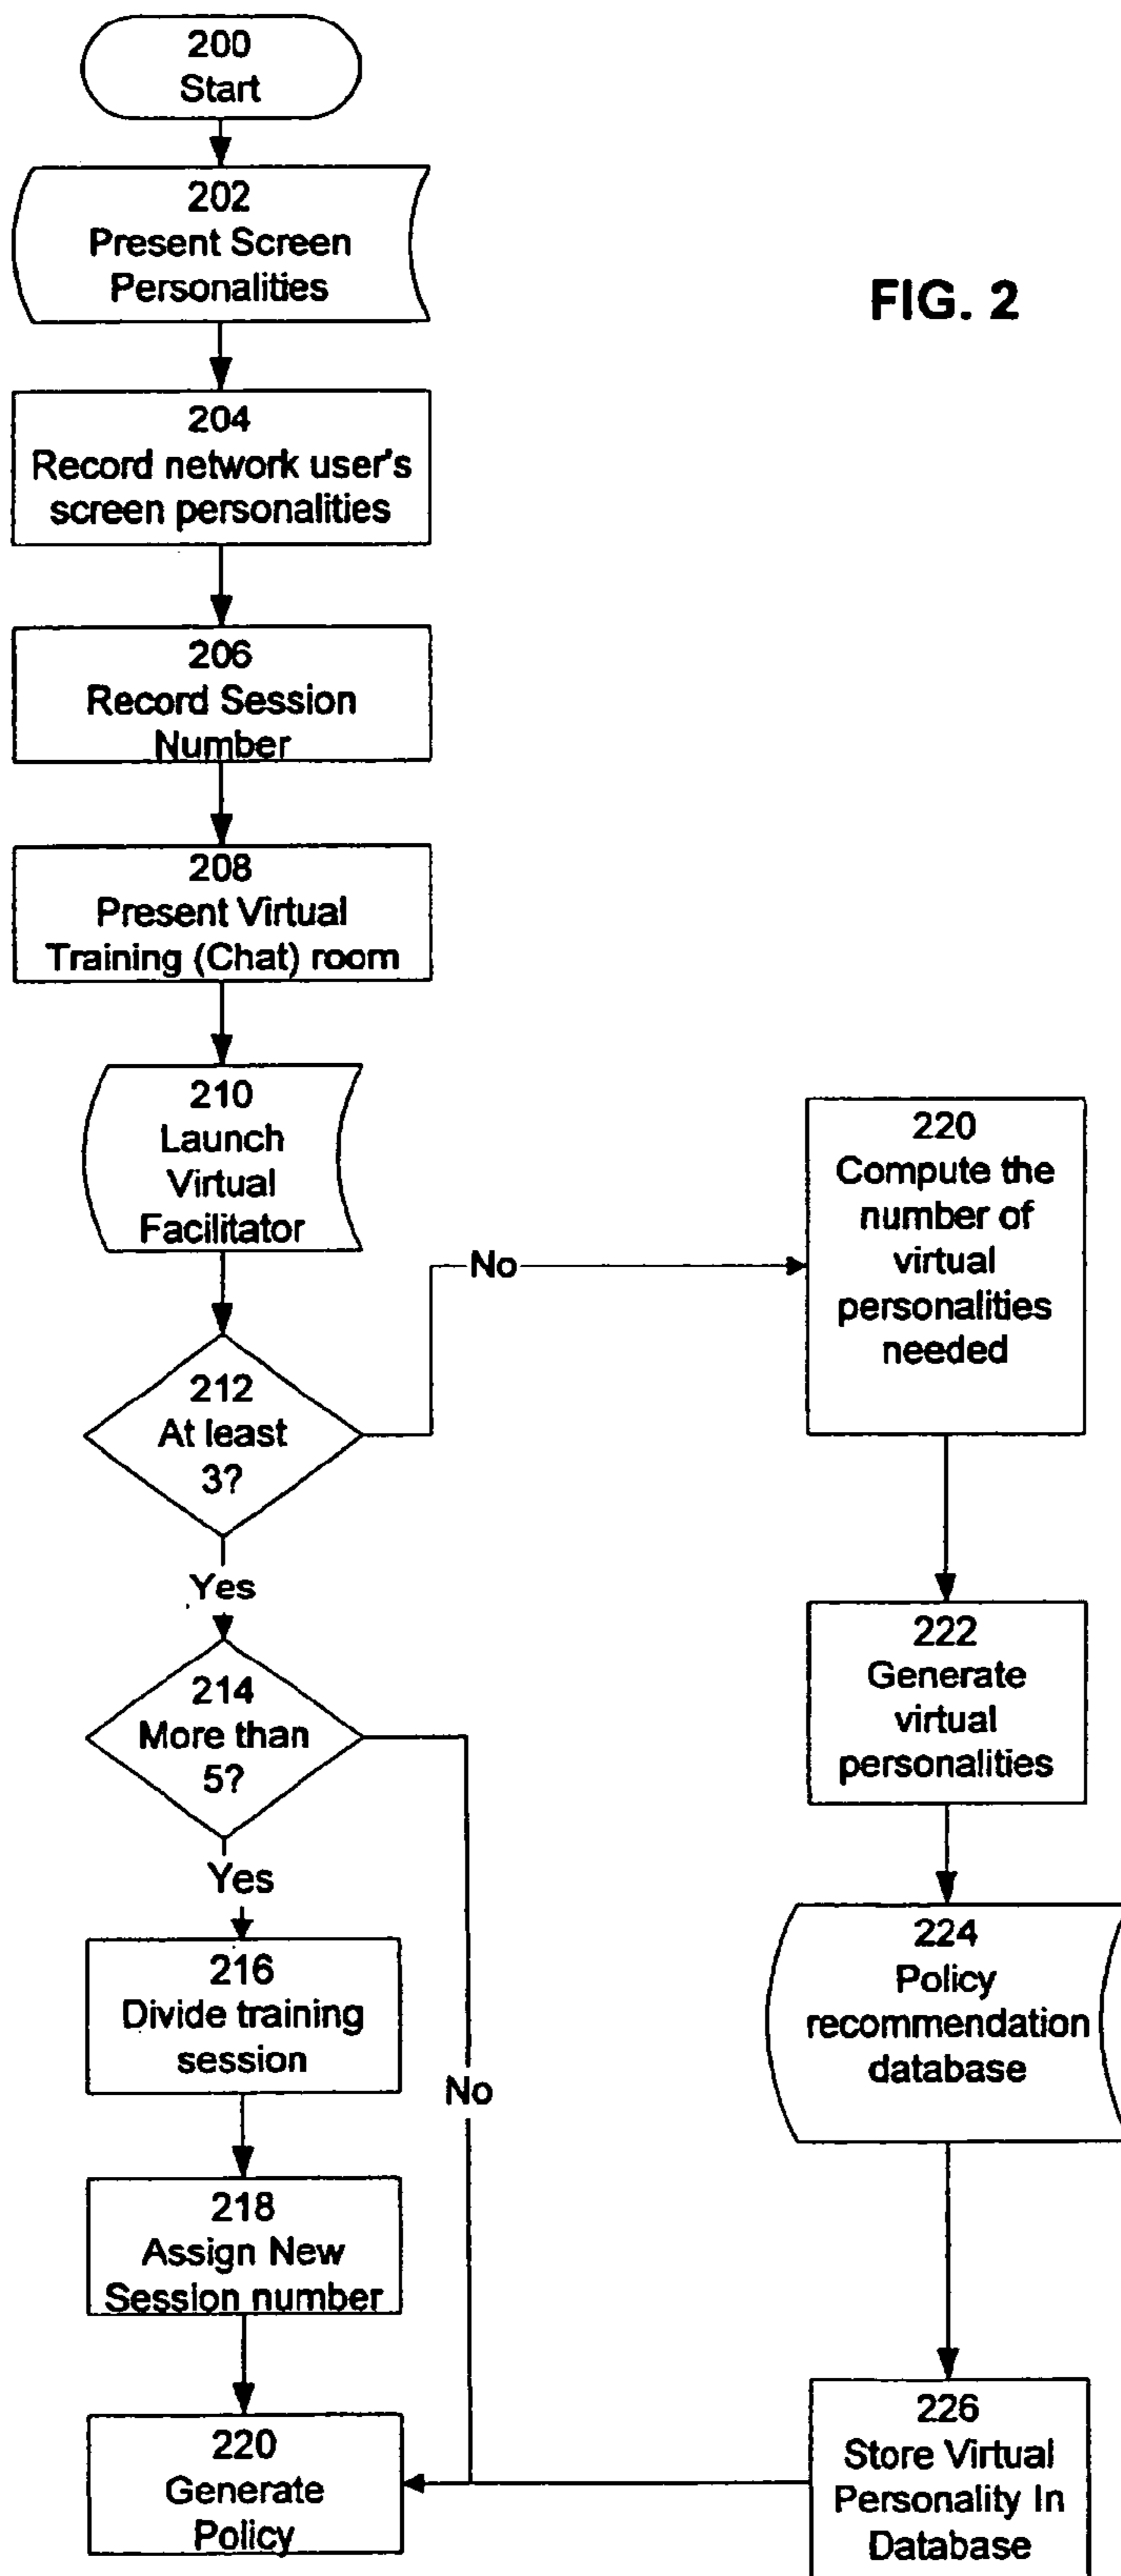 200
Start
202
Present Screen
Personalities
FIG. 2
204
Record network user's
screen personalities
206
Record Session
Number
208
Present Virtual
Training (Chat) room
210
Launch
Virtual
Facilitator
212
At least
3?
No
Yes
214
More than
5?
Yes
No
216
Divide training
session
218
Assign New
Session number
220
Generate
Policy
220
Compute the
number of
virtual
personalities
needed
222
Generate
virtual
personalities
224
Policy
recommendation
database
226
Store Virtual
Personality In
Database